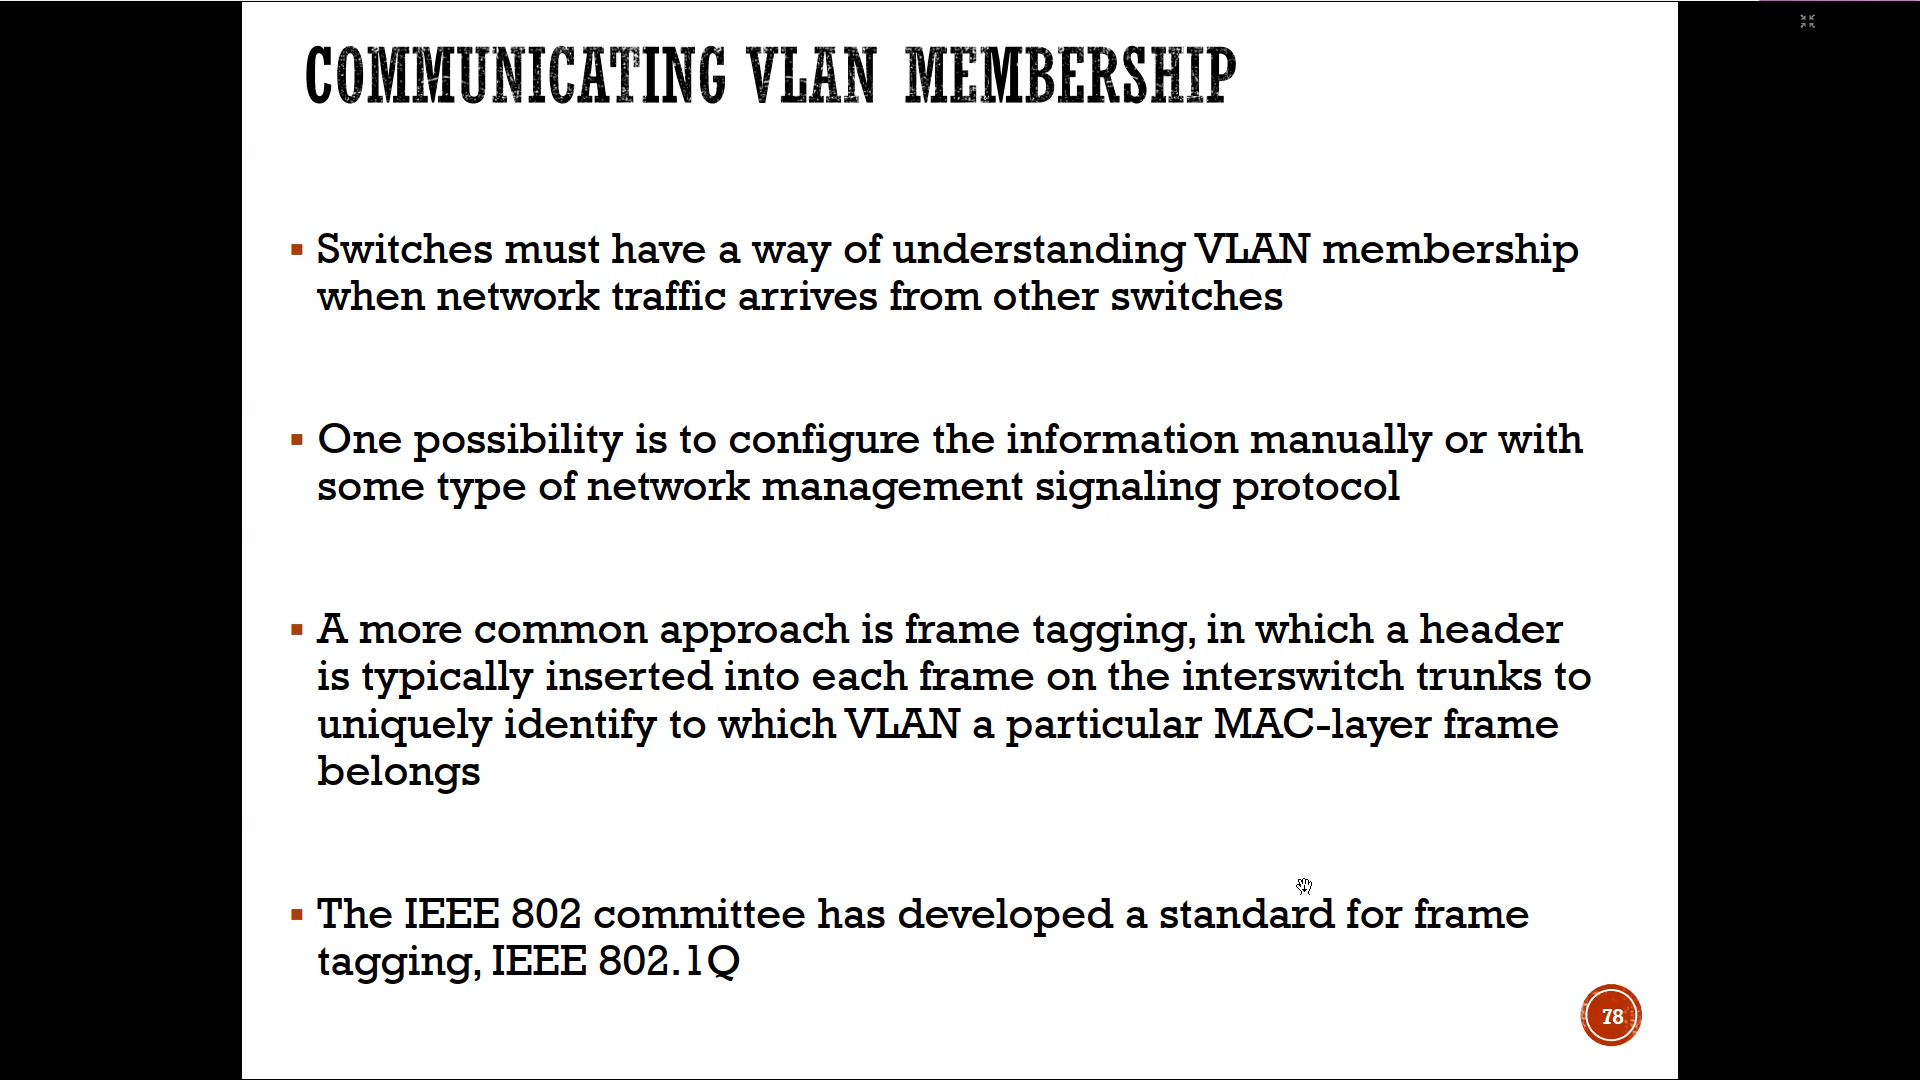 COMMUNICATING VLAN MEMBERSHIP
▪ Switches must have a way of understanding VLAN membership
when network traffic arrives from other switches
▪ One possibility is to configure the information manually or with
some type of network management signaling protocol
▪ A more common approach is frame tagging, in which a header
is typically inserted into each frame on the interswitch trunks to
uniquely identify to which VLAN a particular MAC-layer frame
belongs
▪ The IEEE 802 committee has developed a standard for frame
tagging, IEEE 802.1Q
78